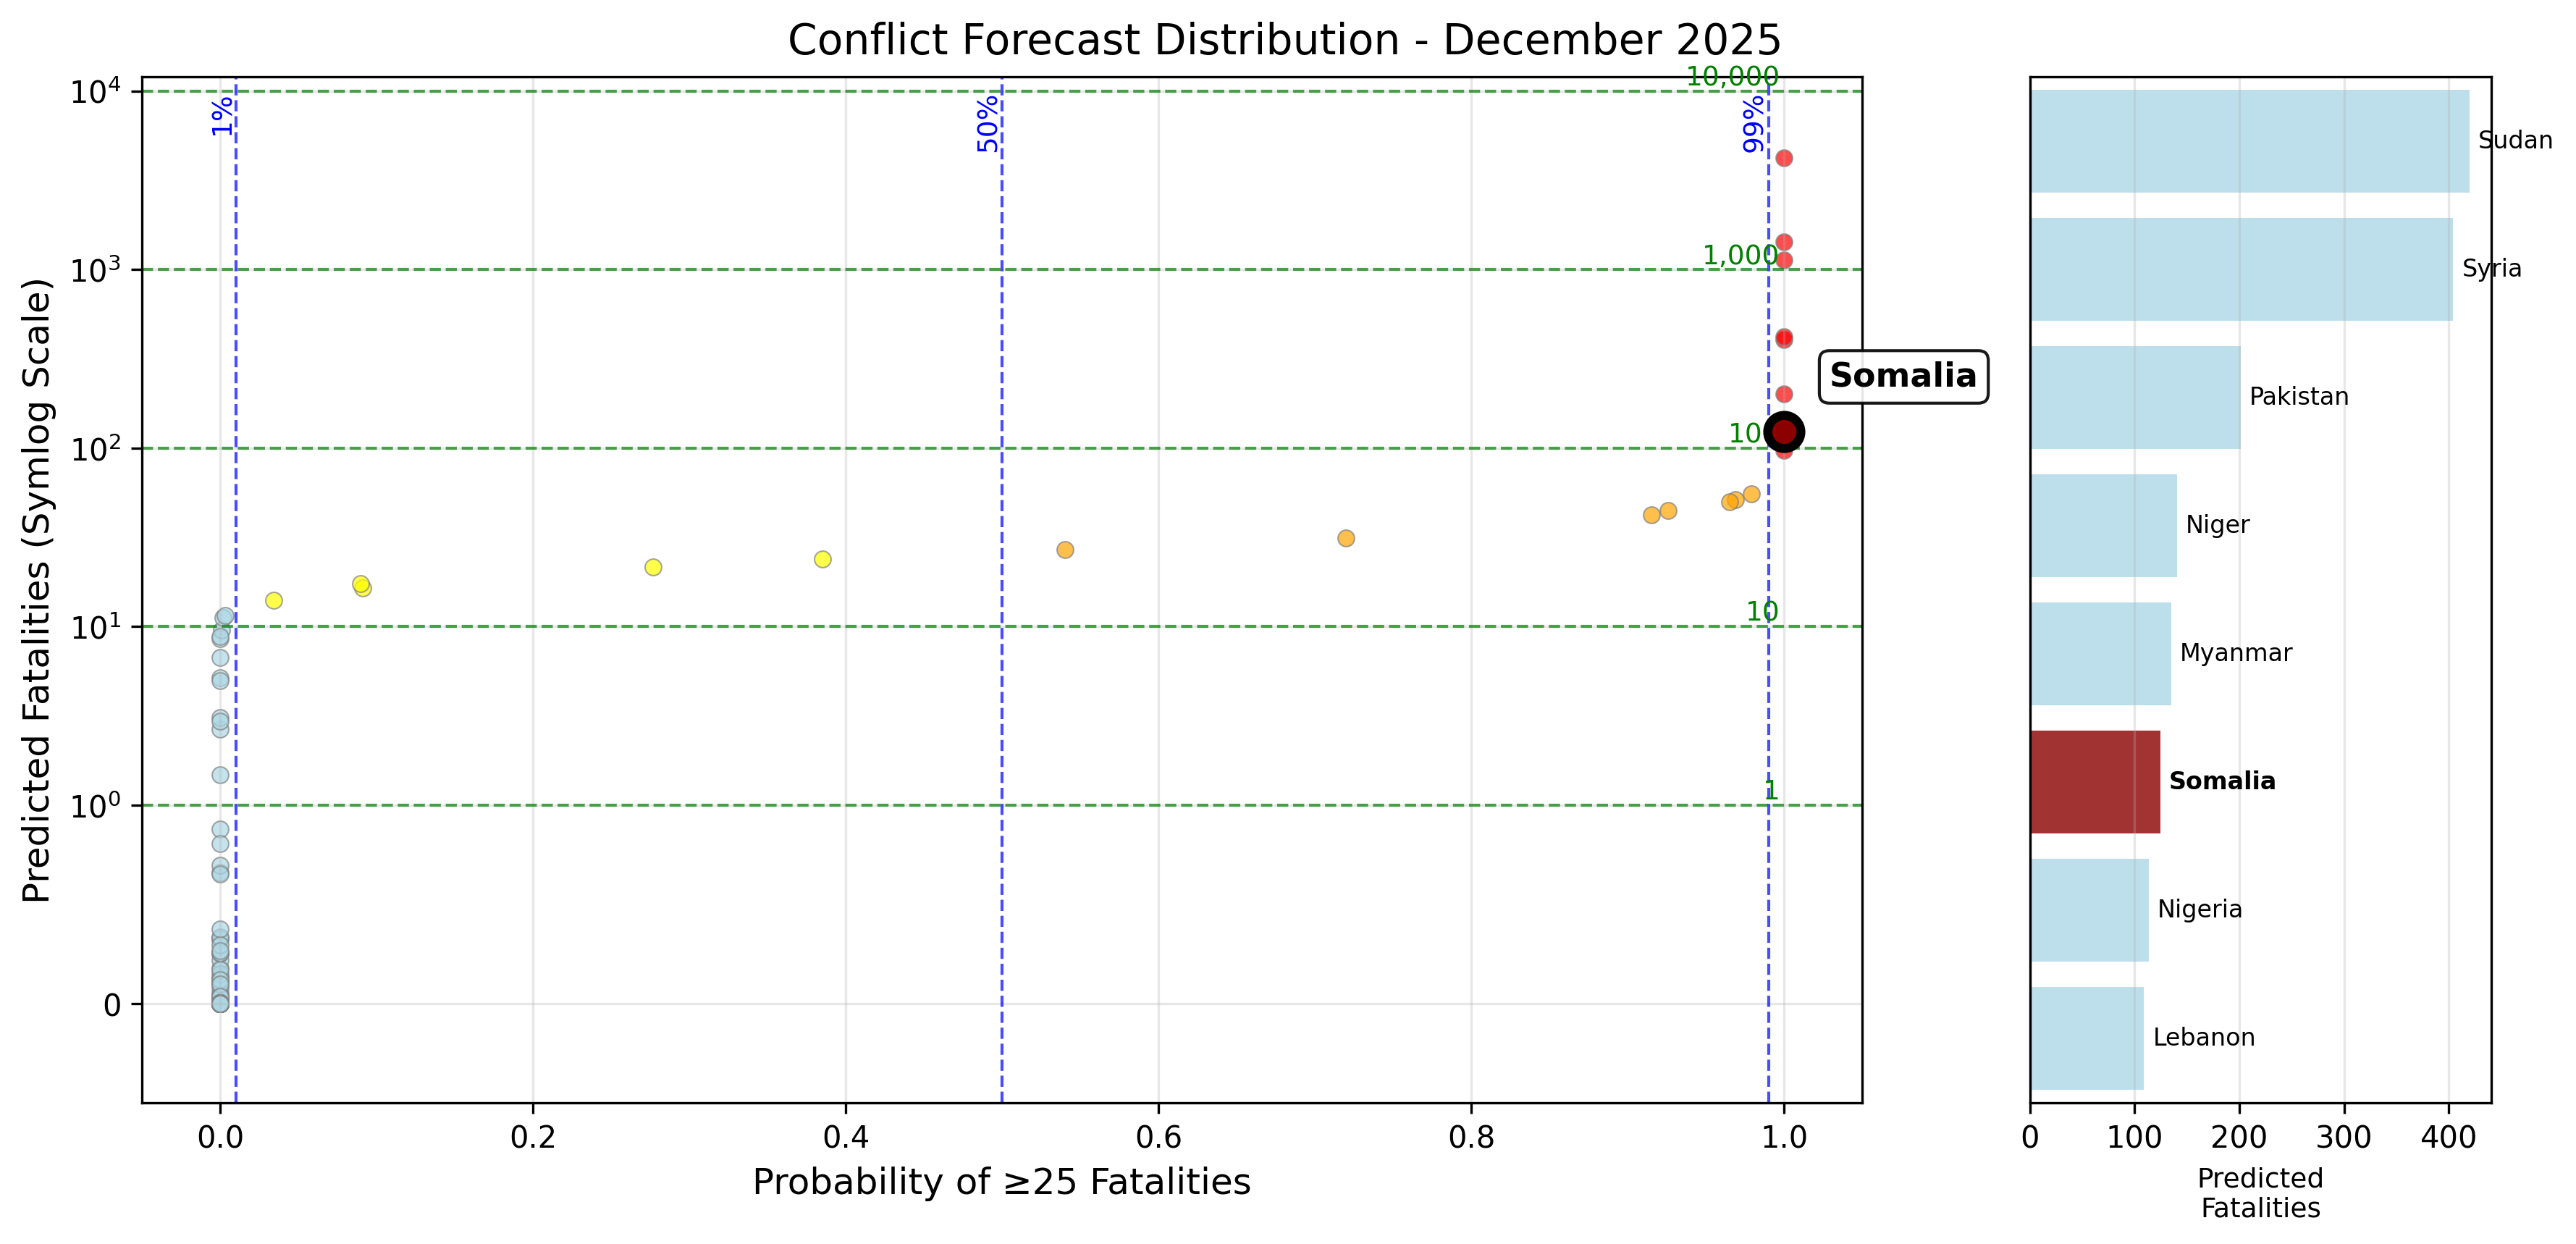 Conflict Forecast Distribution - December 2025
Predicted Fatalities (Symlog Scale)
10⁴
10³
10²
10¹
10⁰
0
1%
50%
99%
10,000
1,000
10
10
1
Somalia
0.0
0.2
0.4
0.6
0.8
1.0
Probability of ≥25 Fatalities
Sudan
Syria
Pakistan
Niger
Myanmar
Somalia
Nigeria
Lebanon
0
100
200
300
400
Predicted
Fatalities